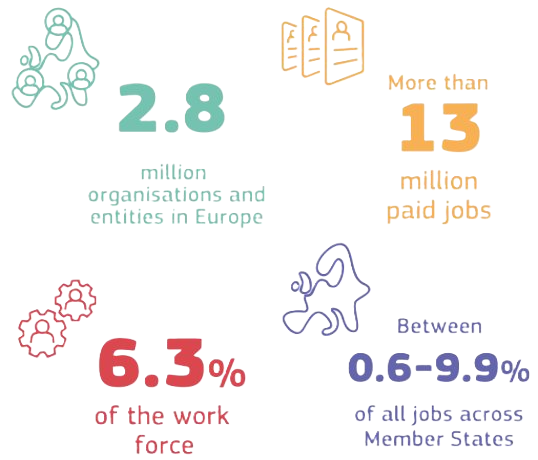 2.8
million
organisations and
entities in Europe
More than
13
million
paid jobs
6.3%
of the work
force
Between
0.6-9.9%
of all jobs across
Member States